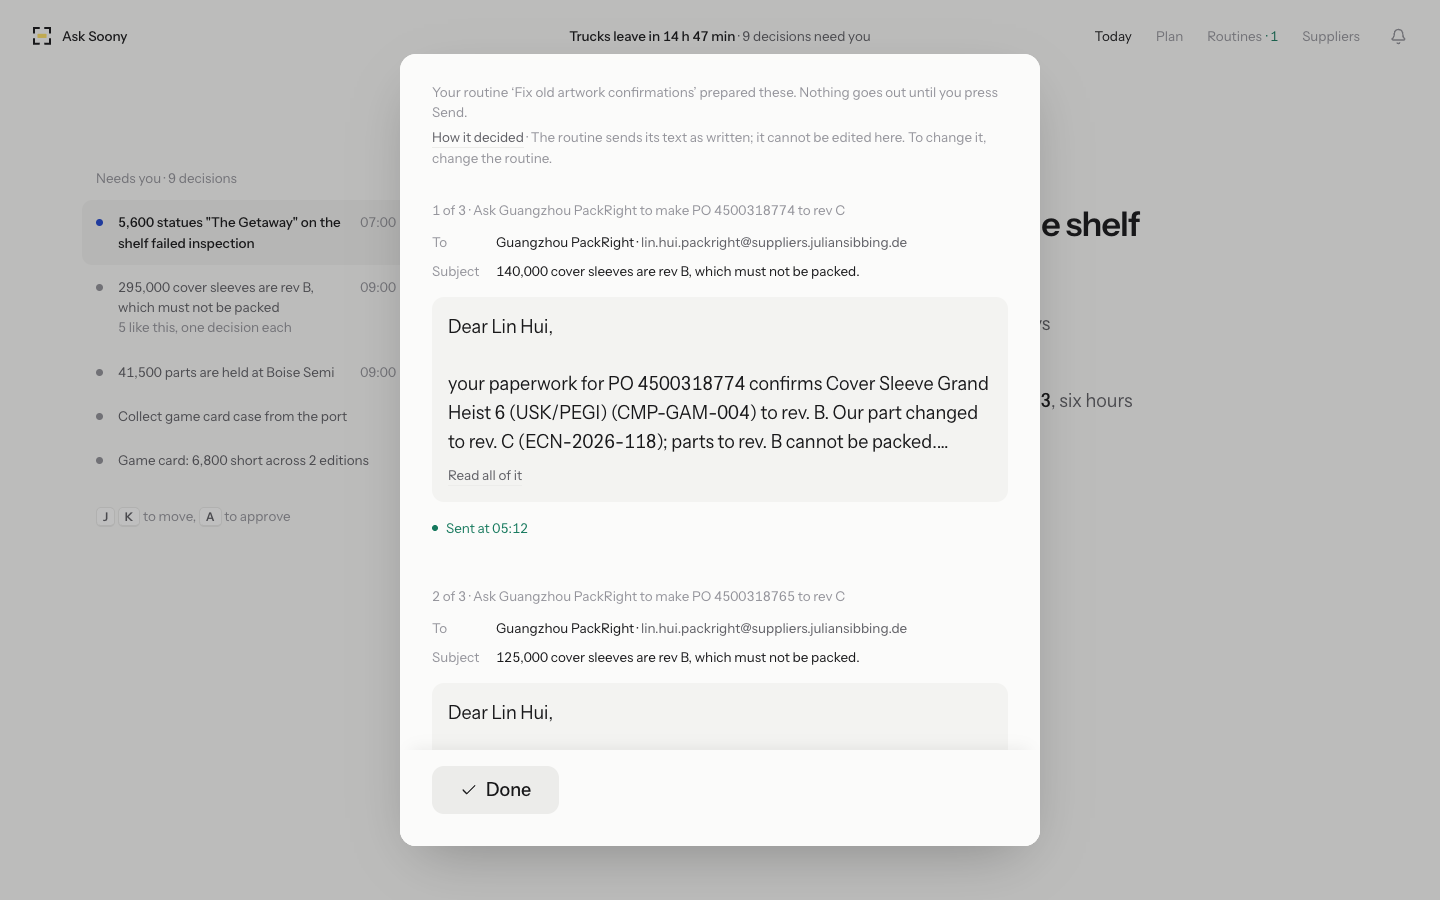 Ask Soony
Trucks leave in 14 h 47 min · 9 decisions need you
Today
Plan
Routines · 1
Suppliers
Needs you · 9 decisions
5,600 statues "The Getaway" on the
shelf failed inspection
07:00
295,000 cover sleeves are rev B,
which must not be packed
5 like this, one decision each
09:00
41,500 parts are held at Boise Semi
09:00
Collect game card case from the port
Game card: 6,800 short across 2 editions
J K to move, A to approve
Your routine ‘Fix old artwork confirmations’ prepared these. Nothing goes out until you press
Send.
How it decided · The routine sends its text as written; it cannot be edited here. To change it,
change the routine.
1 of 3 · Ask Guangzhou PackRight to make PO 4500318774 to rev C
To Guangzhou PackRight · lin.hui.packright@suppliers.juliansibbing.de
Subject 140,000 cover sleeves are rev B, which must not be packed.
Dear Lin Hui,
your paperwork for PO 4500318774 confirms Cover Sleeve Grand
Heist 6 (USK/PEGI) (CMP-GAM-004) to rev. B. Our part changed
to rev. C (ECN-2026-118); parts to rev. B cannot be packed.…
Read all of it
Sent at 05:12
2 of 3 · Ask Guangzhou PackRight to make PO 4500318765 to rev C
To Guangzhou PackRight · lin.hui.packright@suppliers.juliansibbing.de
Subject 125,000 cover sleeves are rev B, which must not be packed.
Dear Lin Hui,
Done
e shelf
3, six hours